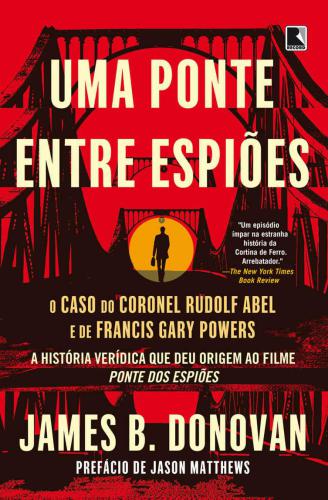 RECORD
UMA PONTE
ENTRE ESPIÕES
"Um episódio
ímpar na estranha
história da
Cortina de Ferro.
Arrebatador."
—The New York Times
Book Review
O CASO DO CORONEL RUDOLF ABEL
E DE FRANCIS GARY POWERS
A HISTÓRIA VERÍDICA QUE DEU ORIGEM AO FILME
PONTE DOS ESPIÕES
JAMES B. DONOVAN
PREFÁCIO DE JASON MATTHEWS